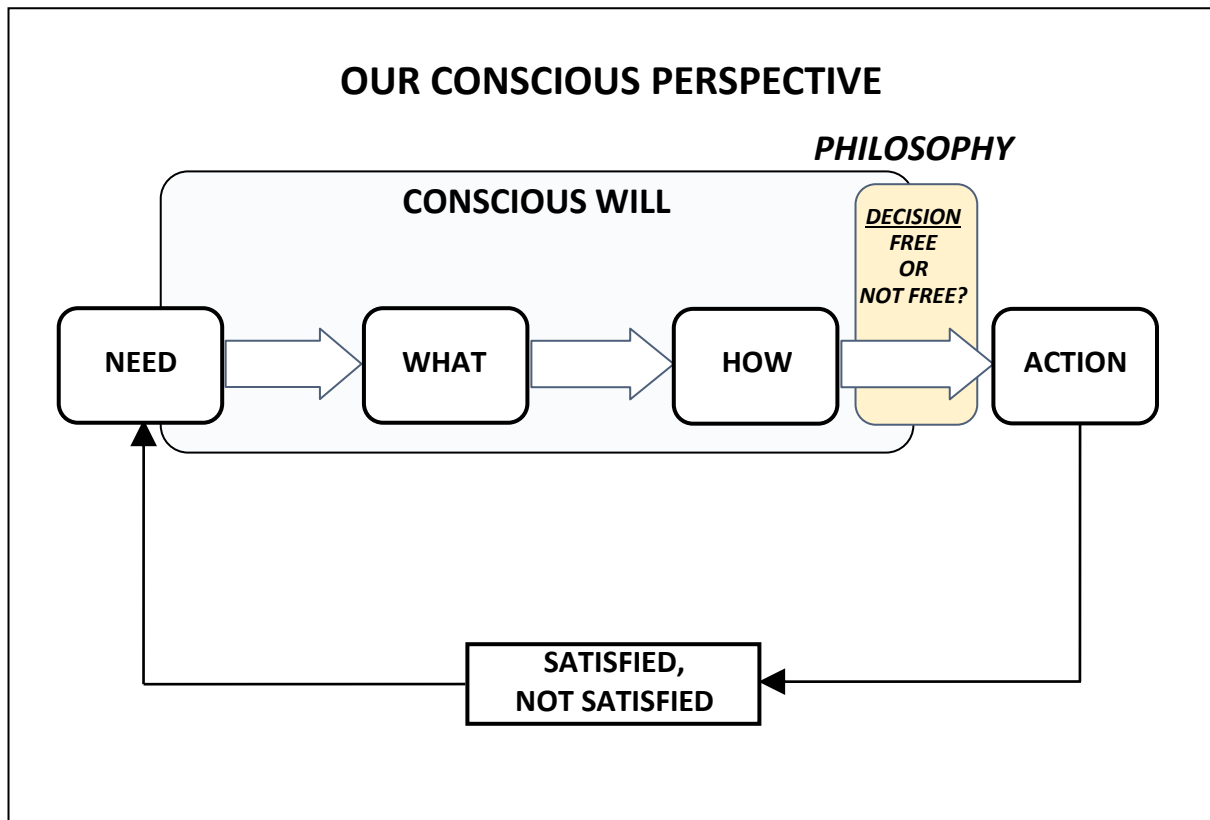 OUR CONSCIOUS PERSPECTIVE
PHILOSOPHY
CONSCIOUS WILL
DECISION
FREE
OR
NOT FREE?
NEED
WHAT
HOW
ACTION
SATISFIED,
NOT SATISFIED